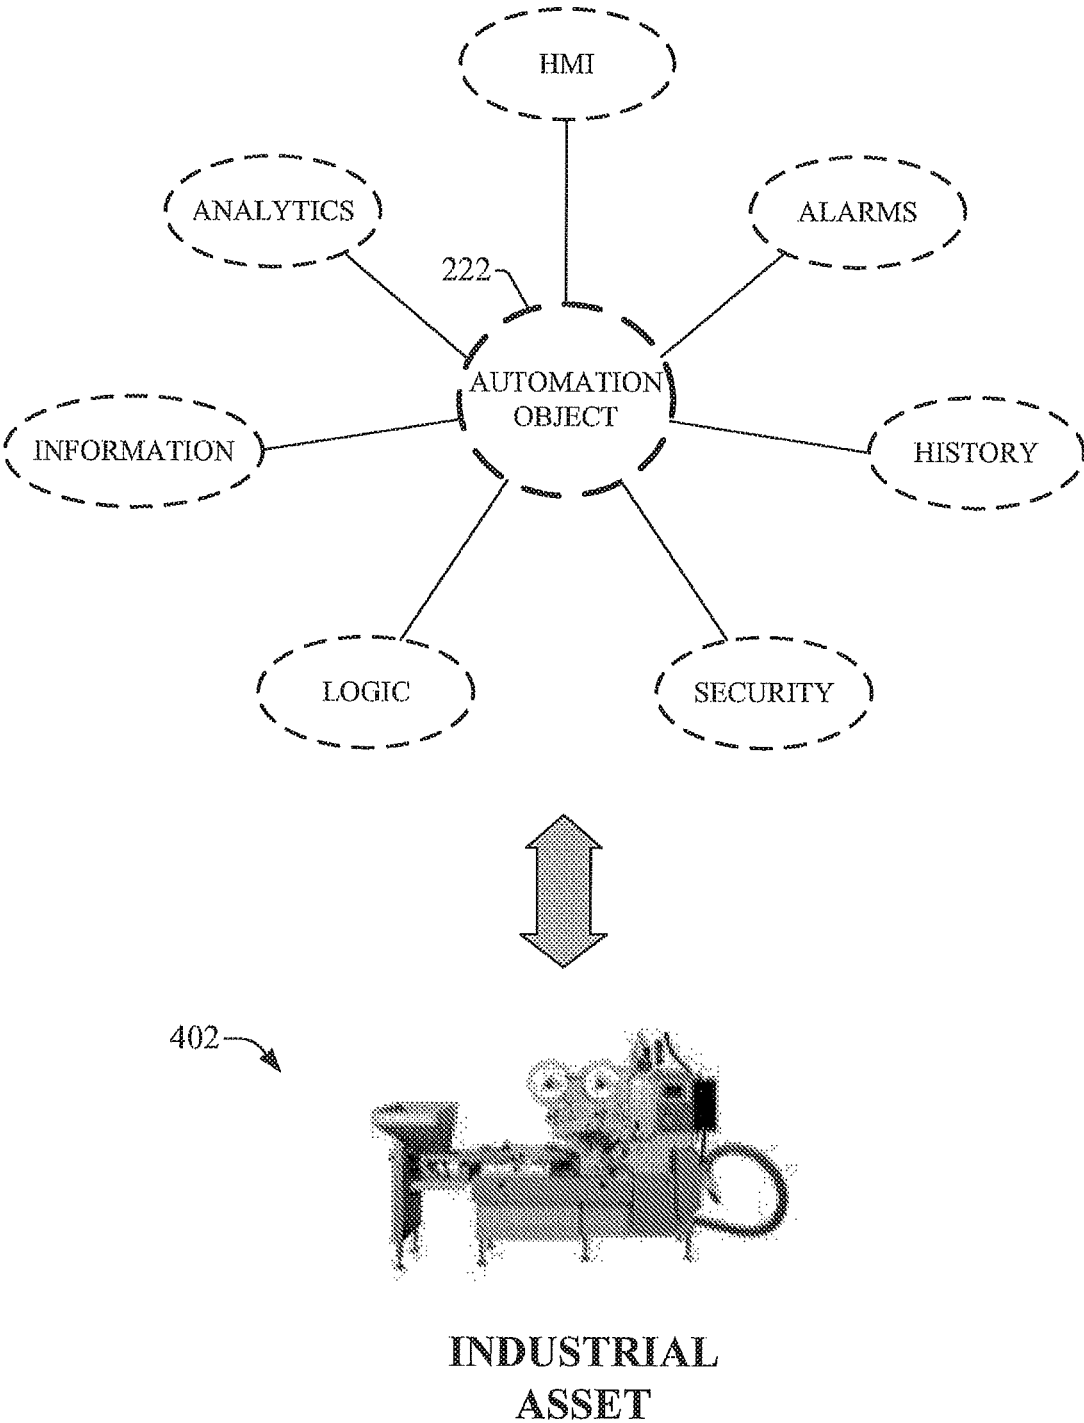 HMI
ANALYTICS
ALARMS
222
AUTOMATION
OBJECT
INFORMATION
HISTORY
LOGIC
SECURITY
402
INDUSTRIAL
ASSET